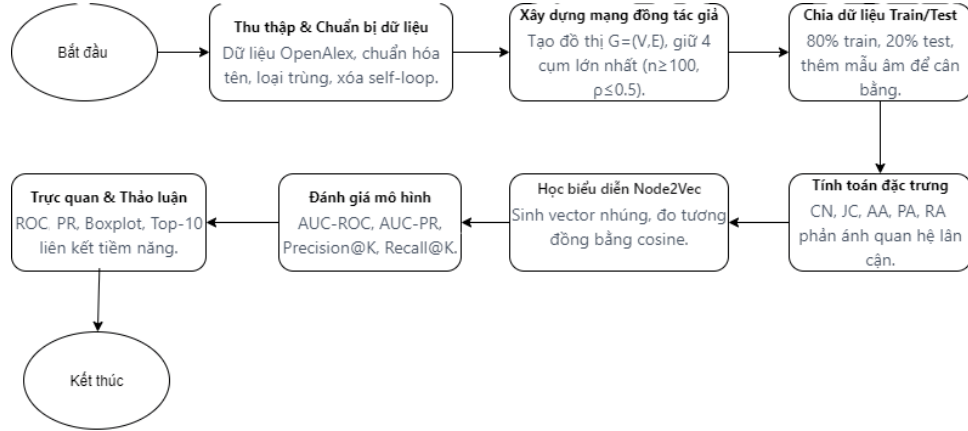 Bắt đầu
Thu thập & Chuẩn bị dữ liệu
Dữ liệu OpenAlex, chuẩn hóa
tên, loại trùng, xóa self-loop.
Xây dựng mạng đồng tác giả
Tạo đồ thị G=(V,E), giữ 4
cụm lớn nhất (n≥100,
ρ≤0.5).
Chia dữ liệu Train/Test
80% train, 20% test,
thêm mẫu âm để cân
bằng.
Tính toán đặc trưng
CN, JC, AA, PA, RA
phản ánh quan hệ lân
cận.
Học biểu diễn Node2Vec
Sinh vector nhúng, đo tương
đồng bằng cosine.
Đánh giá mô hình
AUC-ROC, AUC-PR,
Precision@K, Recall@K.
Trực quan & Thảo luận
ROC, PR, Boxplot, Top-10
liên kết tiềm năng.
Kết thúc